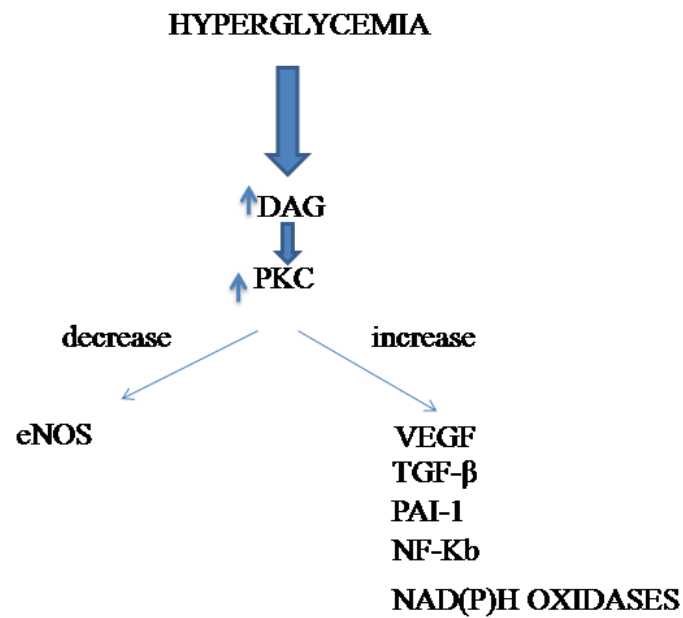 HYPERGLYCEMIA
DAG
PKC
decrease
increase
eNOS
VEGF
TGF-β
PAI-1
NF-Kb
NAD(P)H OXIDASES